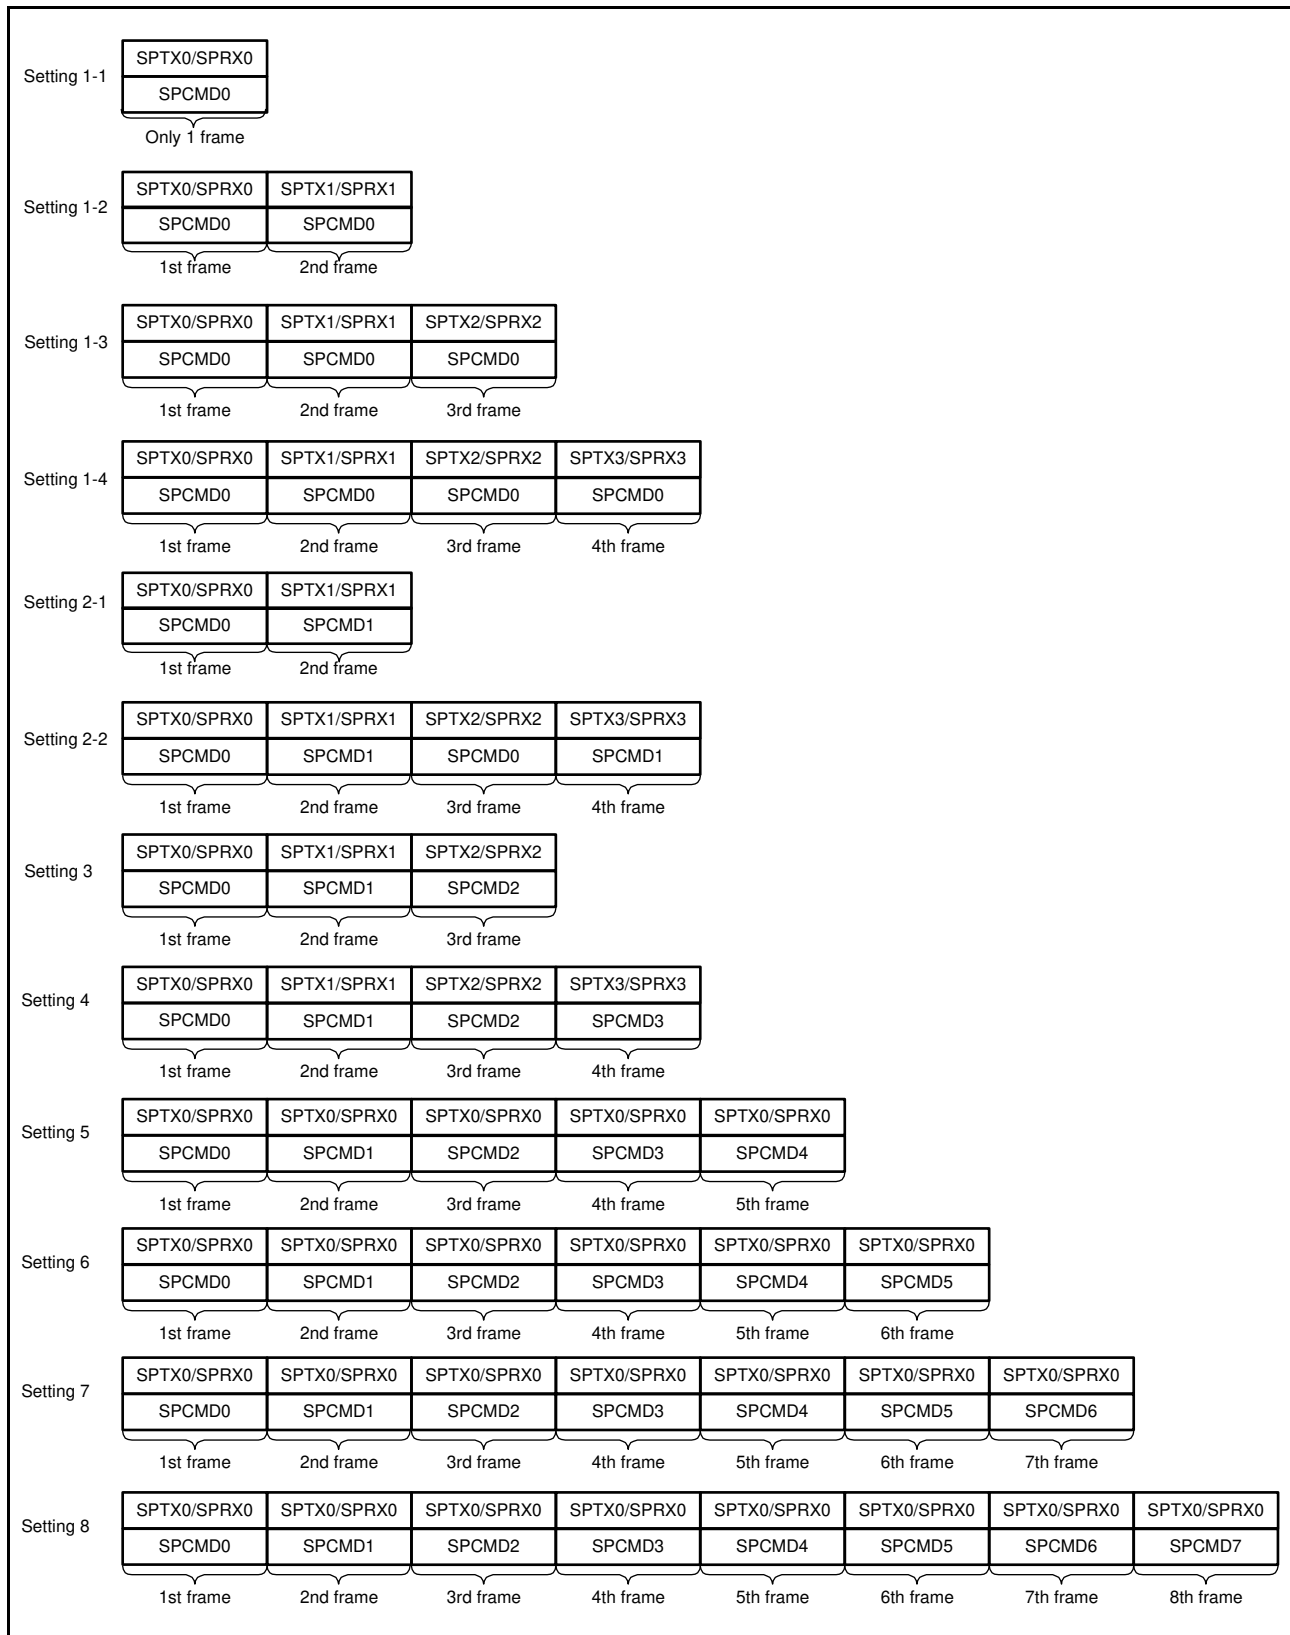 SPTX0/SPRX0
Setting 1-1
SPCMD0
Only 1 frame
SPTX0/SPRX0 SPTX1/SPRX1
Setting 1-2
SPCMD0 SPCMD0
1st frame 2nd frame
SPTX0/SPRX0 SPTX1/SPRX1 SPTX2/SPRX2
Setting 1-3
SPCMD0 SPCMD0 SPCMD0
1st frame 2nd frame 3rd frame
SPTX0/SPRX0 SPTX1/SPRX1 SPTX2/SPRX2 SPTX3/SPRX3
Setting 1-4
SPCMD0 SPCMD0 SPCMD0 SPCMD0
1st frame 2nd frame 3rd frame 4th frame
SPTX0/SPRX0 SPTX1/SPRX1
Setting 2-1
SPCMD0 SPCMD1
1st frame 2nd frame
SPTX0/SPRX0 SPTX1/SPRX1 SPTX2/SPRX2 SPTX3/SPRX3
Setting 2-2
SPCMD0 SPCMD1 SPCMD0 SPCMD1
1st frame 2nd frame 3rd frame 4th frame
SPTX0/SPRX0 SPTX1/SPRX1 SPTX2/SPRX2
Setting 3
SPCMD0 SPCMD1 SPCMD2
1st frame 2nd frame 3rd frame
SPTX0/SPRX0 SPTX1/SPRX1 SPTX2/SPRX2 SPTX3/SPRX3
Setting 4
SPCMD0 SPCMD1 SPCMD2 SPCMD3
1st frame 2nd frame 3rd frame 4th frame
SPTX0/SPRX0 SPTX0/SPRX0 SPTX0/SPRX0 SPTX0/SPRX0 SPTX0/SPRX0
Setting 5
SPCMD0 SPCMD1 SPCMD2 SPCMD3 SPCMD4
1st frame 2nd frame 3rd frame 4th frame 5th frame
SPTX0/SPRX0 SPTX0/SPRX0 SPTX0/SPRX0 SPTX0/SPRX0 SPTX0/SPRX0 SPTX0/SPRX0
Setting 6
SPCMD0 SPCMD1 SPCMD2 SPCMD3 SPCMD4 SPCMD5
1st frame 2nd frame 3rd frame 4th frame 5th frame 6th frame
SPTX0/SPRX0 SPTX0/SPRX0 SPTX0/SPRX0 SPTX0/SPRX0 SPTX0/SPRX0 SPTX0/SPRX0 SPTX0/SPRX0
Setting 7
SPCMD0 SPCMD1 SPCMD2 SPCMD3 SPCMD4 SPCMD5 SPCMD6
1st frame 2nd frame 3rd frame 4th frame 5th frame 6th frame 7th frame
SPTX0/SPRX0 SPTX0/SPRX0 SPTX0/SPRX0 SPTX0/SPRX0 SPTX0/SPRX0 SPTX0/SPRX0 SPTX0/SPRX0 SPTX0/SPRX0
Setting 8
SPCMD0 SPCMD1 SPCMD2 SPCMD3 SPCMD4 SPCMD5 SPCMD6 SPCMD7
1st frame 2nd frame 3rd frame 4th frame 5th frame 6th frame 7th frame 8th frame